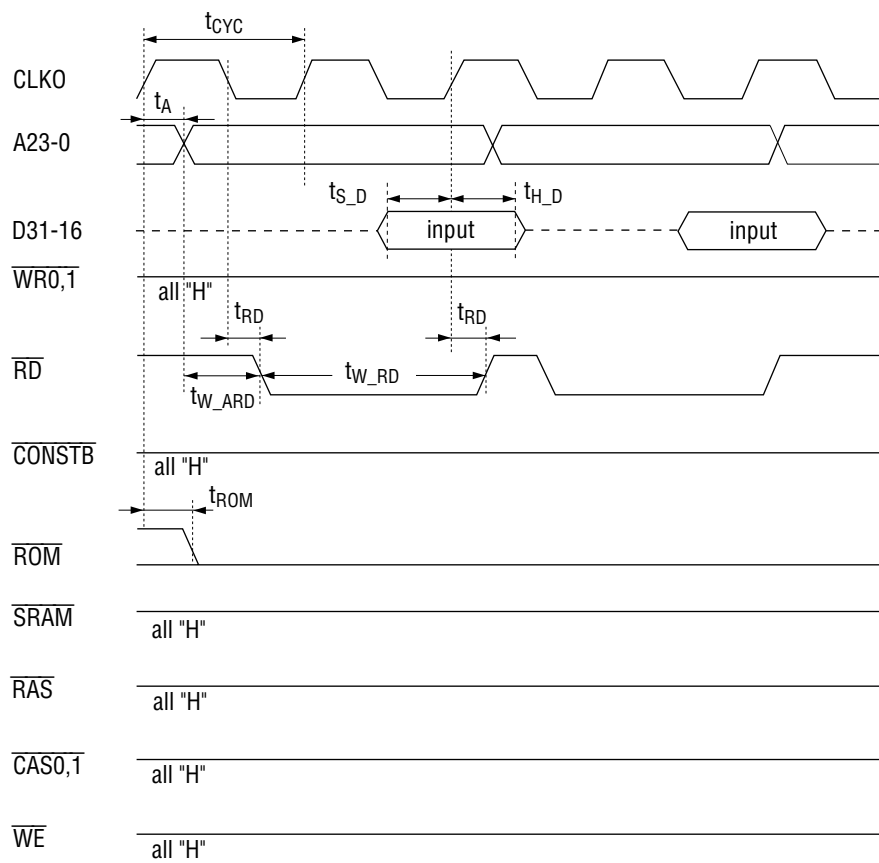 tCYC
CLKO
tA
A23-0
tS_D
tH_D
D31-16
input
input
WR0,1
all "H"
tRD
tRD
RD
tW_ARD
tW_RD
CONSTB
all "H"
tROM
ROM
SRAM
all "H"
RAS
all "H"
CAS0,1
all "H"
WE
all "H"